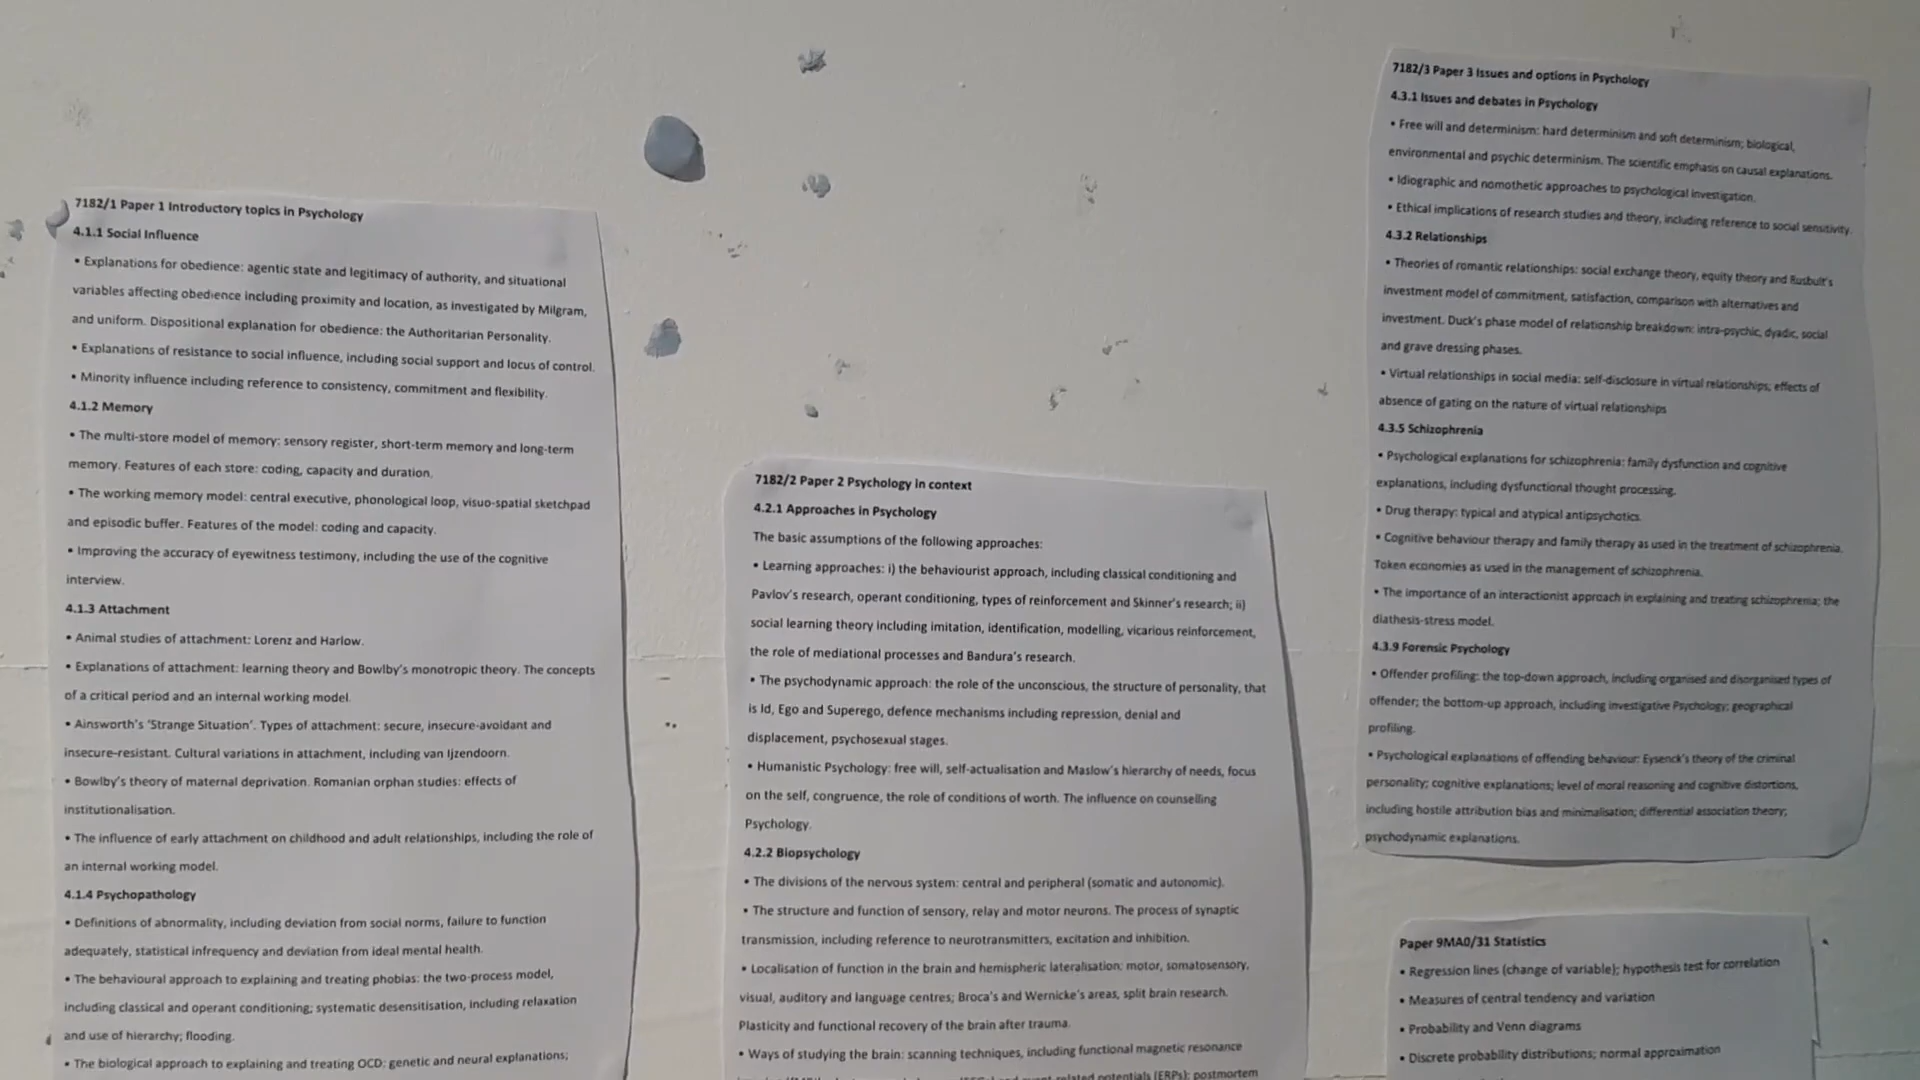 7182/1 Paper 1 Introductory topics in Psychology
4.1.1 Social Influence
• Explanations for obedience: agentic state and legitimacy of authority, and situational
variables affecting obedience including proximity and location, as investigated by Milgram,
and uniform. Dispositional explanation for obedience: the Authoritarian Personality.
• Explanations of resistance to social influence, including social support and locus of control.
• Minority influence including reference to consistency, commitment and flexibility.
4.1.2 Memory
• The multi-store model of memory: sensory register, short-term memory and long-term
memory. Features of each store: coding, capacity and duration.
• The working memory model: central executive, phonological loop, visuo-spatial sketchpad
and episodic buffer. Features of the model: coding and capacity.
• Improving the accuracy of eyewitness testimony, including the use of the cognitive
interview.
4.1.3 Attachment
• Animal studies of attachment: Lorenz and Harlow.
• Explanations of attachment: learning theory and Bowlby's monotropic theory. The concepts
of a critical period and an internal working model.
• Ainsworth's 'Strange Situation'. Types of attachment: secure, insecure-avoidant and
insecure-resistant. Cultural variations in attachment, including van Ijzendoorn.
• Bowlby's theory of maternal deprivation. Romanian orphan studies: effects of
institutionalisation.
• The influence of early attachment on childhood and adult relationships, including the role of
an internal working model.
4.1.4 Psychopathology
• Definitions of abnormality, including deviation from social norms, failure to function
adequately, statistical infrequency and deviation from ideal mental health.
• The behavioural approach to explaining and treating phobias: the two-process model,
including classical and operant conditioning; systematic desensitisation, including relaxation
and use of hierarchy; flooding.
• The biological approach to explaining and treating OCD: genetic and neural explanations;
7182/2 Paper 2 Psychology in context
4.2.1 Approaches in Psychology
The basic assumptions of the following approaches:
• Learning approaches: i) the behaviourist approach, including classical conditioning and
Pavlov's research, operant conditioning, types of reinforcement and Skinner's research; ii)
social learning theory including imitation, identification, modelling, vicarious reinforcement,
the role of mediational processes and Bandura's research.
• The psychodynamic approach: the role of the unconscious, the structure of personality, that
is Id, Ego and Superego, defence mechanisms including repression, denial and
displacement, psychosexual stages.
• Humanistic Psychology: free will, self-actualisation and Maslow's hierarchy of needs, focus
on the self, congruence, the role of conditions of worth. The influence on counselling
Psychology.
4.2.2 Biopsychology
• The divisions of the nervous system: central and peripheral (somatic and autonomic).
• The structure and function of sensory, relay and motor neurons. The process of synaptic
transmission, including reference to neurotransmitters, excitation and inhibition.
• Localisation of function in the brain and hemispheric lateralisation: motor, somatosensory,
visual, auditory and language centres; Broca's and Wernicke's areas, split brain research.
Plasticity and functional recovery of the brain after trauma.
• Ways of studying the brain: scanning techniques, including functional magnetic resonance
potentials (ERPs); postmortem
7182/3 Paper 3 Issues and options in Psychology
4.3.1 Issues and debates in Psychology
• Free will and determinism: hard determinism and soft determinism; biological,
environmental and psychic determinism. The scientific emphasis on causal explanations.
• Idiographic and nomothetic approaches to psychological investigation.
• Ethical implications of research studies and theory, including reference to social sensitivity.
4.3.2 Relationships
• Theories of romantic relationships: social exchange theory, equity theory and Rusbult's
investment model of commitment, satisfaction, comparison with alternatives and
investment. Duck's phase model of relationship breakdown: intra-psychic, dyadic, social
and grave dressing phases.
• Virtual relationships in social media: self-disclosure in virtual relationships; effects of
absence of gating on the nature of virtual relationships
4.3.5 Schizophrenia
• Psychological explanations for schizophrenia: family dysfunction and cognitive
explanations, including dysfunctional thought processing.
• Drug therapy: typical and atypical antipsychotics.
• Cognitive behaviour therapy and family therapy as used in the treatment of schizophrenia.
Token economies as used in the management of schizophrenia.
• The importance of an interactionist approach in explaining and treating schizophrenia; the
diathesis-stress model.
4.3.9 Forensic Psychology
• Offender profiling: the top-down approach, including organised and disorganised types of
offender; the bottom-up approach, including investigative Psychology; geographical
profiling.
• Psychological explanations of offending behaviour: Eysenck's theory of the criminal
personality; cognitive explanations; level of moral reasoning and cognitive distortions,
including hostile attribution bias and minimalisation; differential association theory;
psychodynamic explanations.
Paper 9MA0/31 Statistics
• Regression lines (change of variable); hypothesis test for correlation
• Measures of central tendency and variation
• Probability and Venn diagrams
• Discrete probability distributions; normal approximation